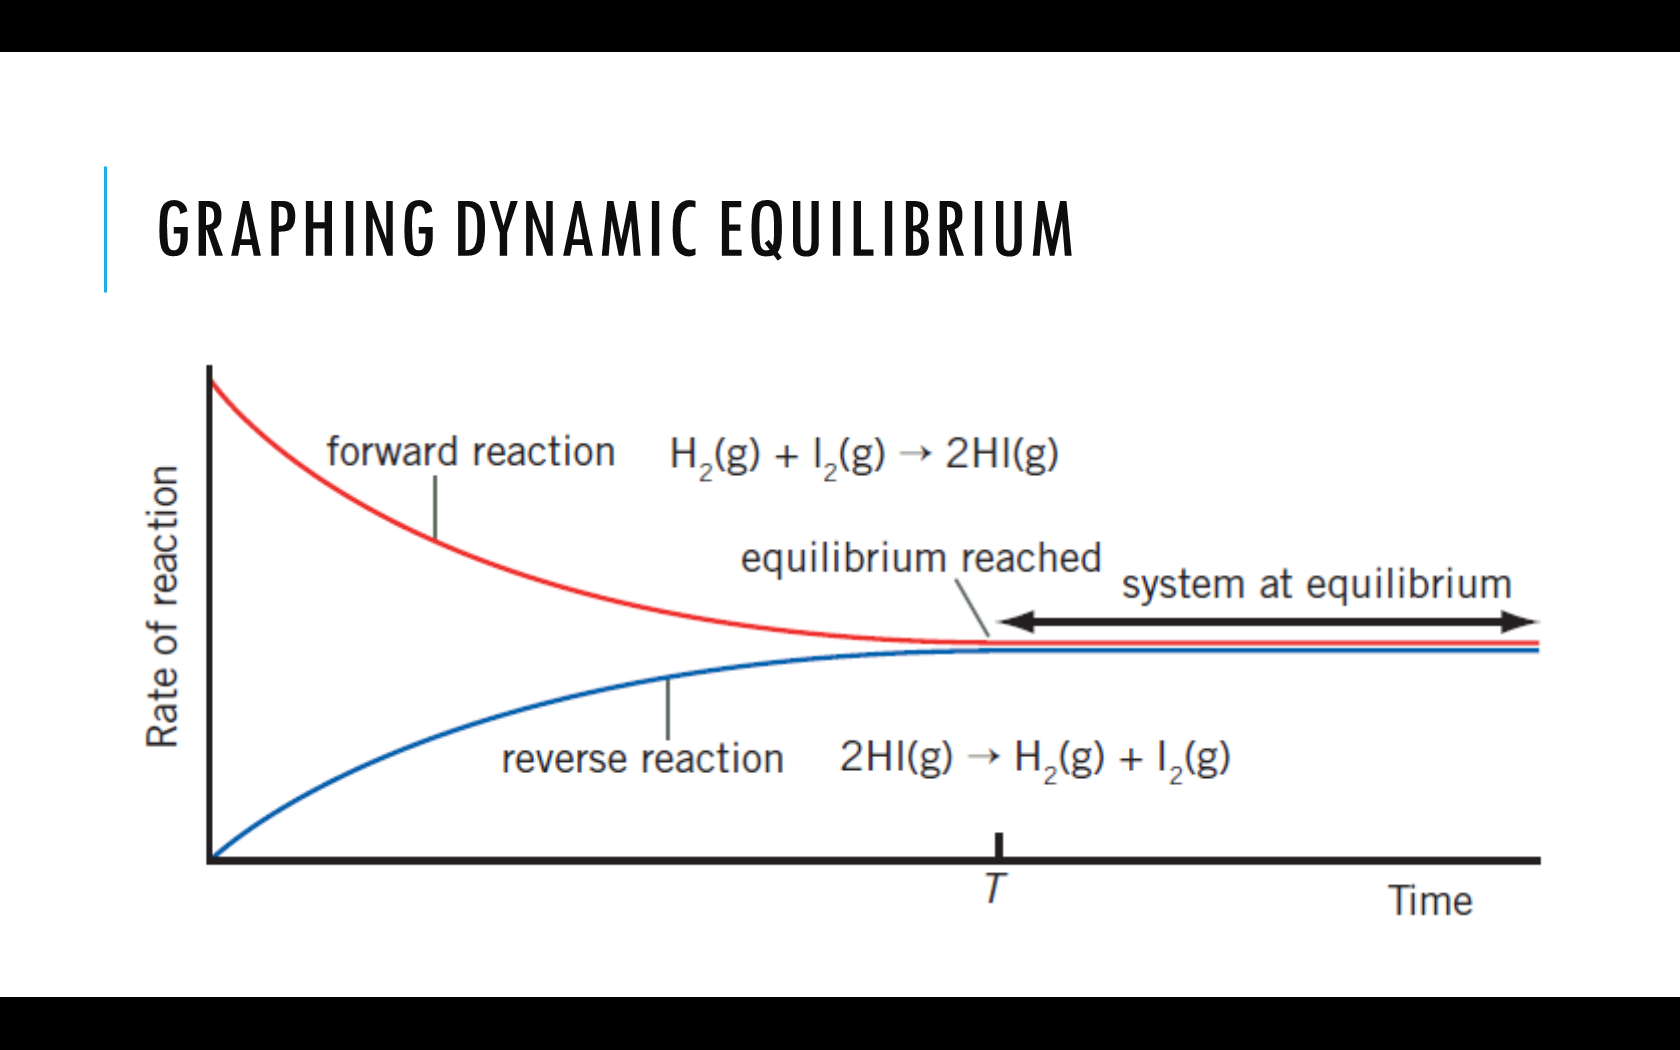 GRAPHING DYNAMIC EQUILIBRIUM
forward reaction H₂(g) + I₂(g) → 2HI(g)
equilibrium reached
system at equilibrium
Rate of reaction
reverse reaction 2HI(g) → H₂(g) + I₂(g)
T
Time